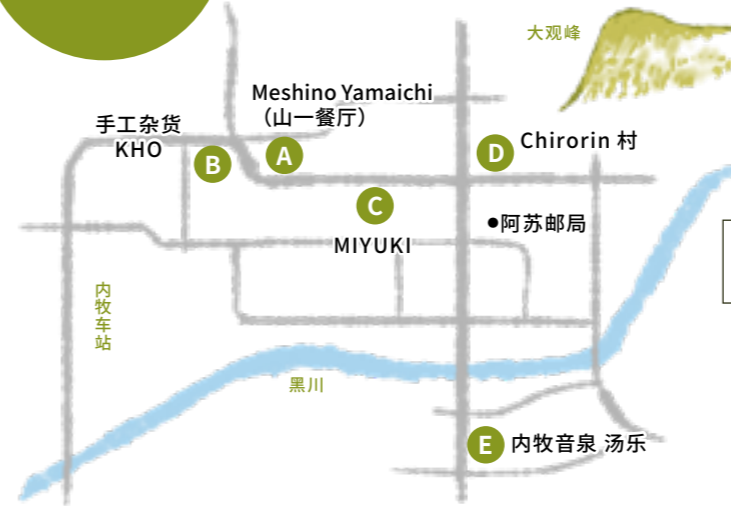 大观峰
Meshino Yamaichi
（山一餐厅）
手工杂货
KHO
A
B
D
Chirorin 村
C
阿苏邮局
MIYUKI
内牧车站
黑川
E
内牧音泉 汤乐